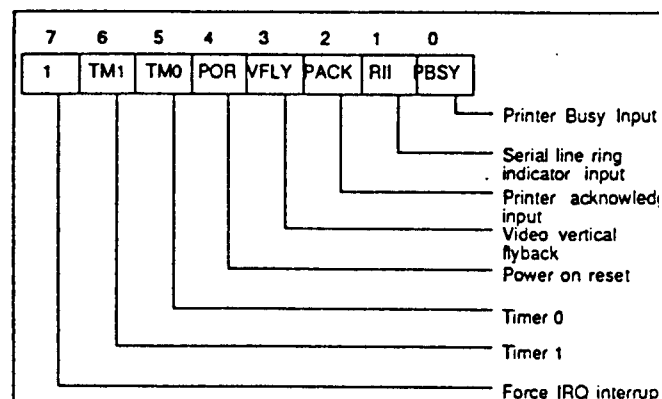 7 6 5 4 3 2 1 0
1 TM1 TM0 POR VFLY PACK RII PBSY
Printer Busy Input
Serial line ring
indicator input
Printer acknowledg
input
Video vertical
flyback
Power on reset
Timer 0
Timer 1
Force IRQ interrup